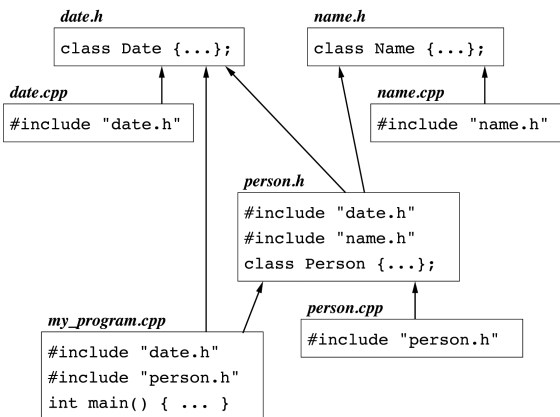 date.h
class Date {...};
name.h
class Name {...};
date.cpp
#include "date.h"
name.cpp
#include "name.h"
person.h
#include "date.h"
#include "name.h"
class Person {...};
person.cpp
#include "person.h"
my_program.cpp
#include "date.h"
#include "person.h"
int main() { ... }